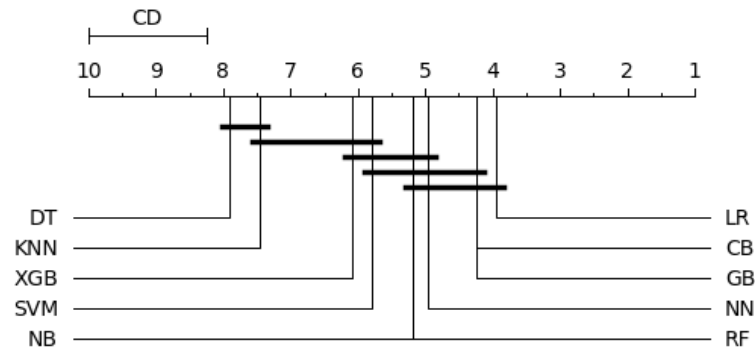 CD
10 9 8 7 6 5 4 3 2 1
DT LR
KNN CB
XGB GB
SVM NN
NB RF